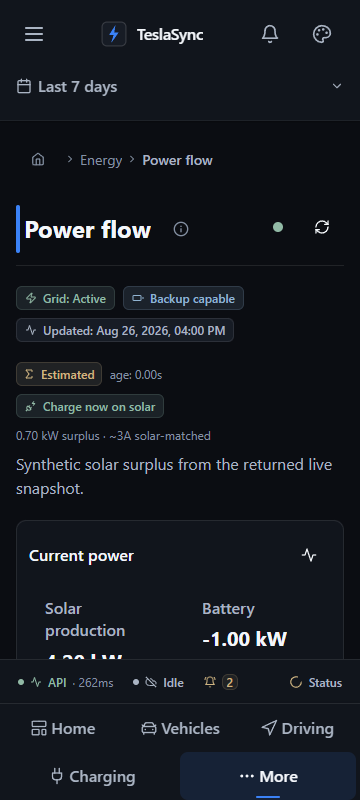 TeslaSync
Last 7 days
Energy Power flow
Power flow
Grid: Active
Backup capable
Updated: Aug 26, 2026, 04:00 PM
Estimated age: 0.00s
Charge now on solar
0.70 kW surplus · ~3A solar-matched
Synthetic solar surplus from the returned live
snapshot.
Current power
Solar
production
Battery
-1.00 kW
API · 262ms
Idle
2
Status
Home
Vehicles
Driving
Charging
More